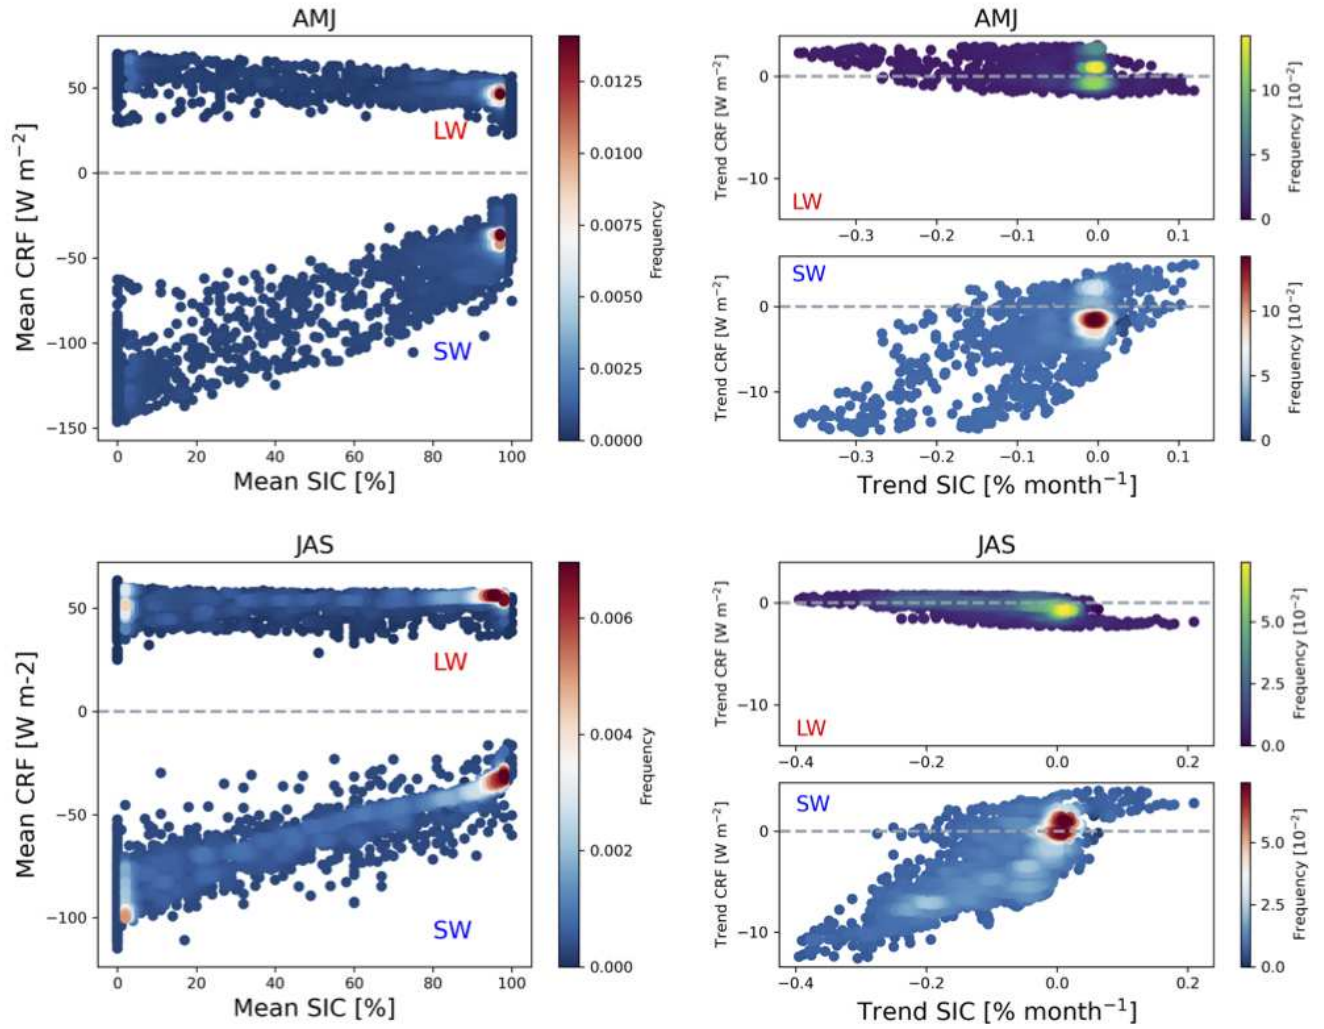 AMJ
Mean CRF [W m⁻²]
50
0
−50
−100
−150
LW
SW
0
20
40
60
80
100
Mean SIC [%]
0.0125
0.0100
0.0075
0.0050
0.0025
0.0000
Frequency
AMJ
Trend CRF [W m⁻²]
0
−10
LW
−0.3
−0.2
−0.1
0.0
0.1
10
5
0
Frequency [10⁻²]
Trend CRF [W m⁻²]
0
−10
SW
−0.3
−0.2
−0.1
0.0
0.1
Trend SIC [% month⁻¹]
10
5
0
Frequency [10⁻²]
JAS
Mean CRF [W m-2]
50
0
−50
−100
LW
SW
0
20
40
60
80
100
Mean SIC [%]
0.006
0.004
0.002
0.000
Frequency
JAS
Trend CRF [W m⁻²]
0
−10
LW
−0.4
−0.2
0.0
0.2
5.0
2.5
0.0
Frequency [10⁻²]
Trend CRF [W m⁻²]
0
−10
SW
−0.4
−0.2
0.0
0.2
Trend SIC [% month⁻¹]
5.0
2.5
0.0
Frequency [10⁻²]